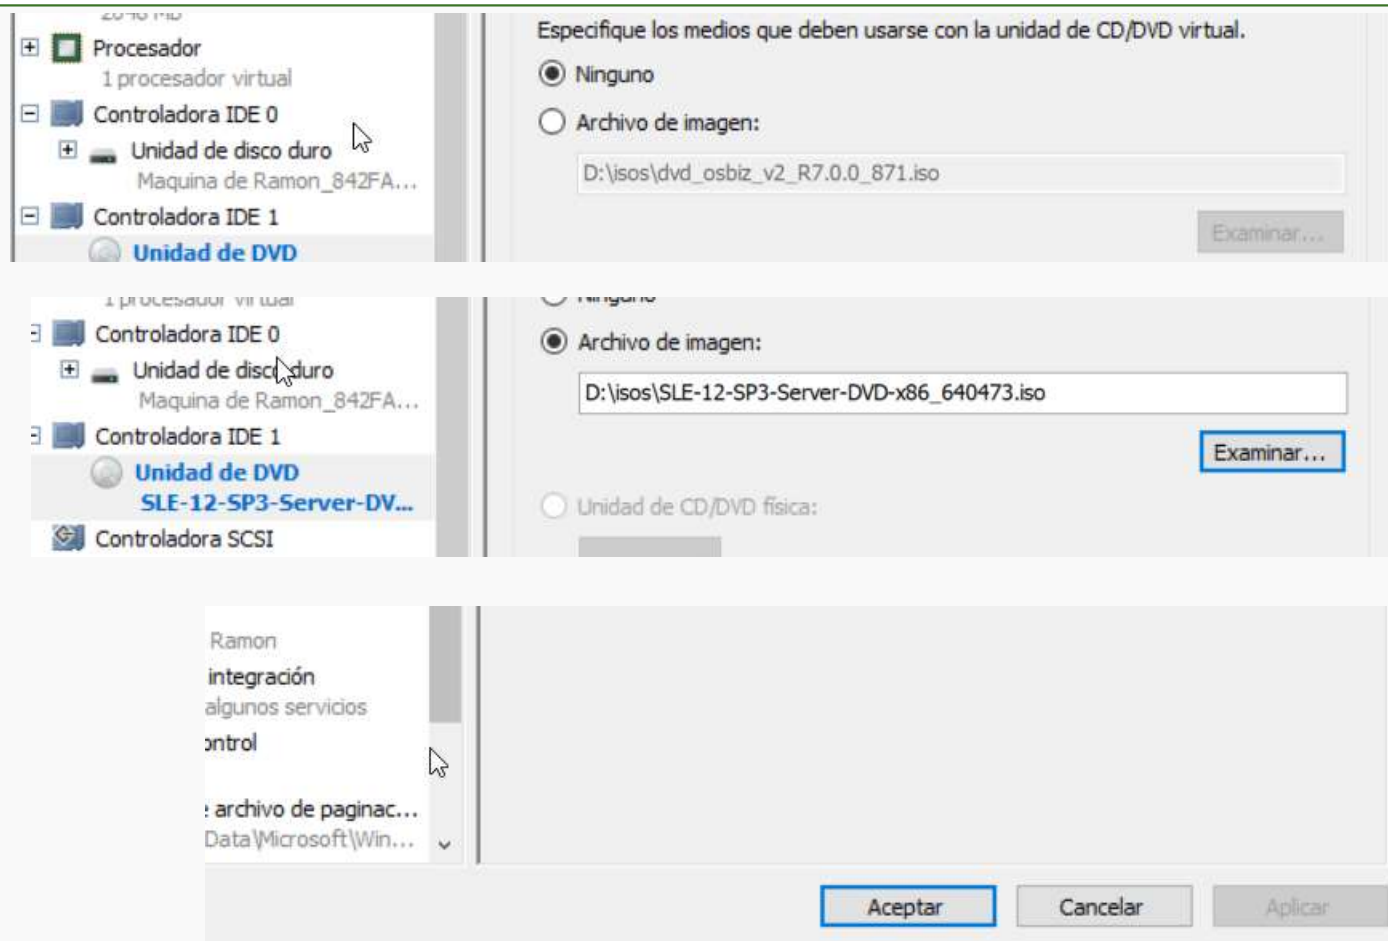 Procesador
1 procesador virtual
Controladora IDE 0
Unidad de disco duro
Maquina de Ramon_842FA...
Controladora IDE 1
Unidad de DVD
Especifique los medios que deben usarse con la unidad de CD/DVD virtual.
Ninguno
Archivo de imagen:
D:\isos\dvd_osbiz_v2_R7.0.0_871.iso
Examinar...
1 procesador virtual
Controladora IDE 0
Unidad de disco duro
Maquina de Ramon_842FA...
Controladora IDE 1
Unidad de DVD
SLE-12-SP3-Server-DV...
Controladora SCSI
Ninguno
Archivo de imagen:
D:\isos\SLE-12-SP3-Server-DVD-x86_640473.iso
Examinar...
Unidad de CD/DVD física:
Ramon
integración
algunos servicios
ontrol
archivo de paginac...
Data\Microsoft\Win...
Aceptar
Cancelar
Aplicar